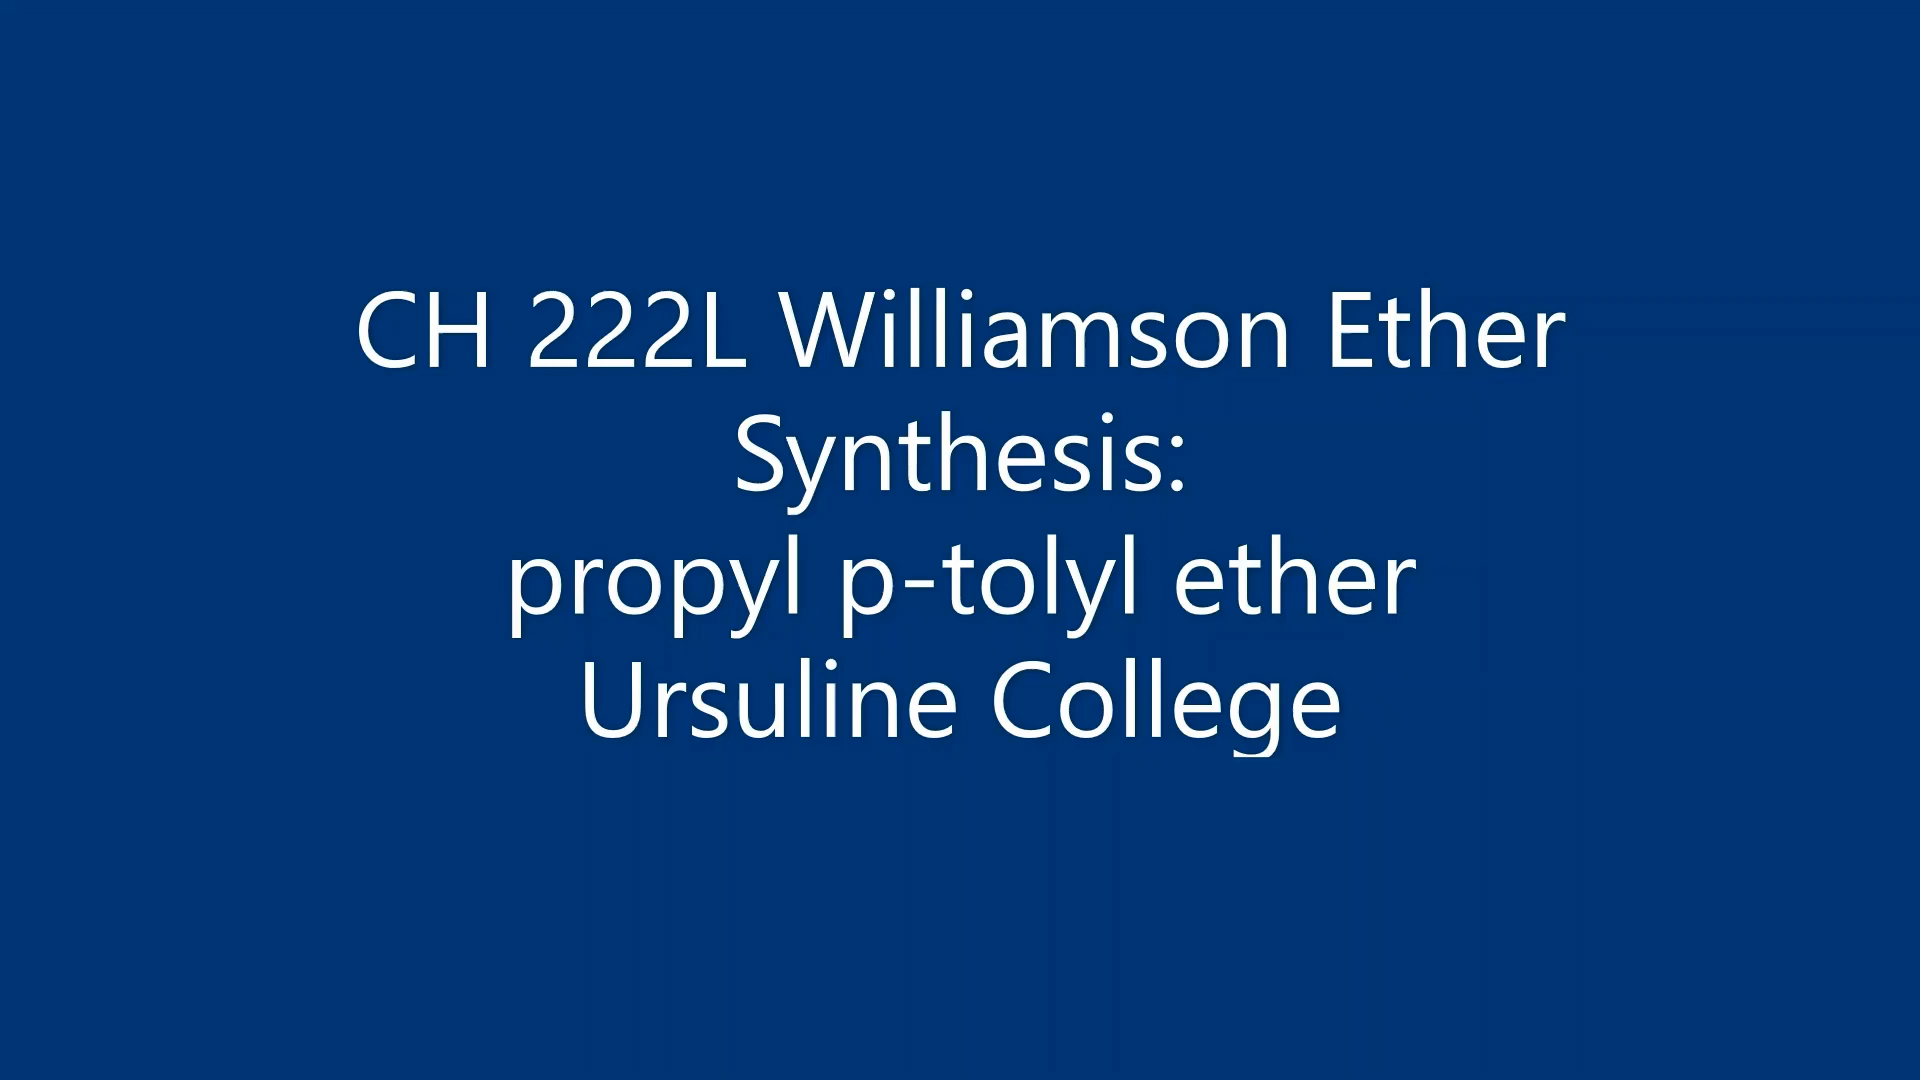 CH 222L Williamson Ether
Synthesis:
propyl p-tolyl ether
Ursuline College